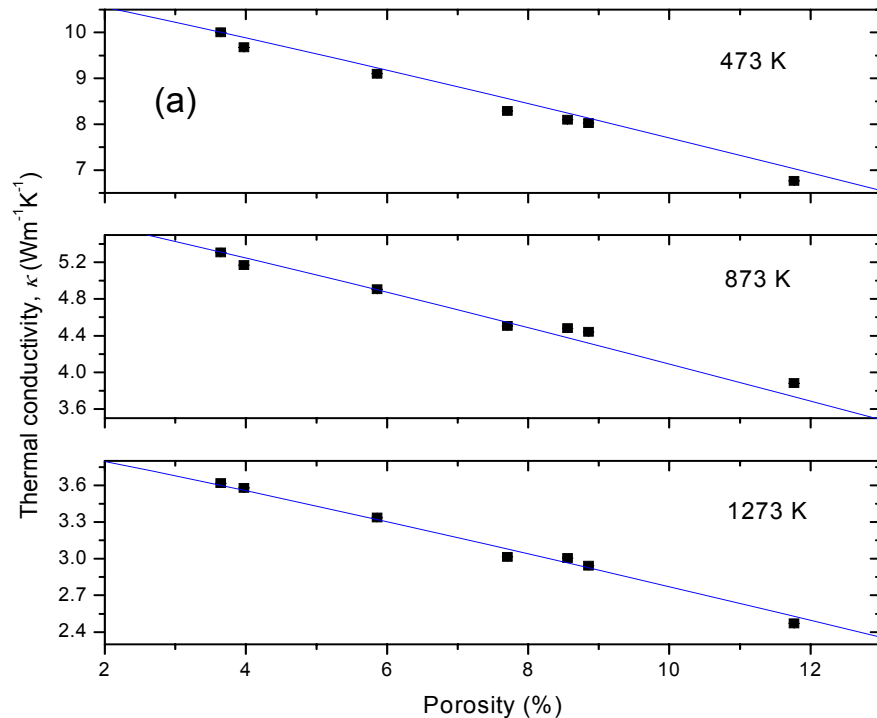 10
9
8
7
(a)
473 K
5.2
4.8
4.4
4.0
3.6
873 K
Thermal conductivity, κ (Wm⁻¹K⁻¹)
3.6
3.3
3.0
2.7
2.4
1273 K
2 4 6 8 10 12
Porosity (%)